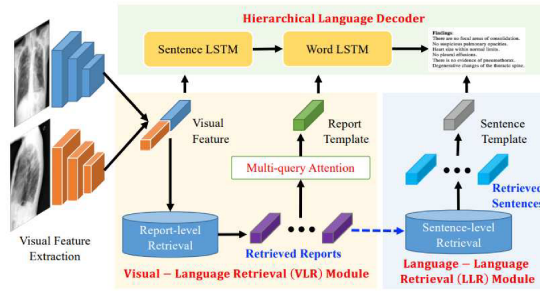 Hierarchical Language Decoder
Sentence LSTM
Word LSTM
Findings
There are no focal areas of consolidation.
No suspicious pulmonary opacities.
Heart size within normal limits.
No pleural effusions.
There is no evidence of pneumothorax.
Degenerative changes of the thoracic spine.
Visual
Feature
Report
Template
Sentence
Template
Multi-query Attention
Retrieved
Sentences
Report-level
Retrieval
Retrieved Reports
Sentence-level
Retrieval
Visual Feature
Extraction
Visual – Language Retrieval (VLR) Module
Language – Language
Retrieval (LLR) Module